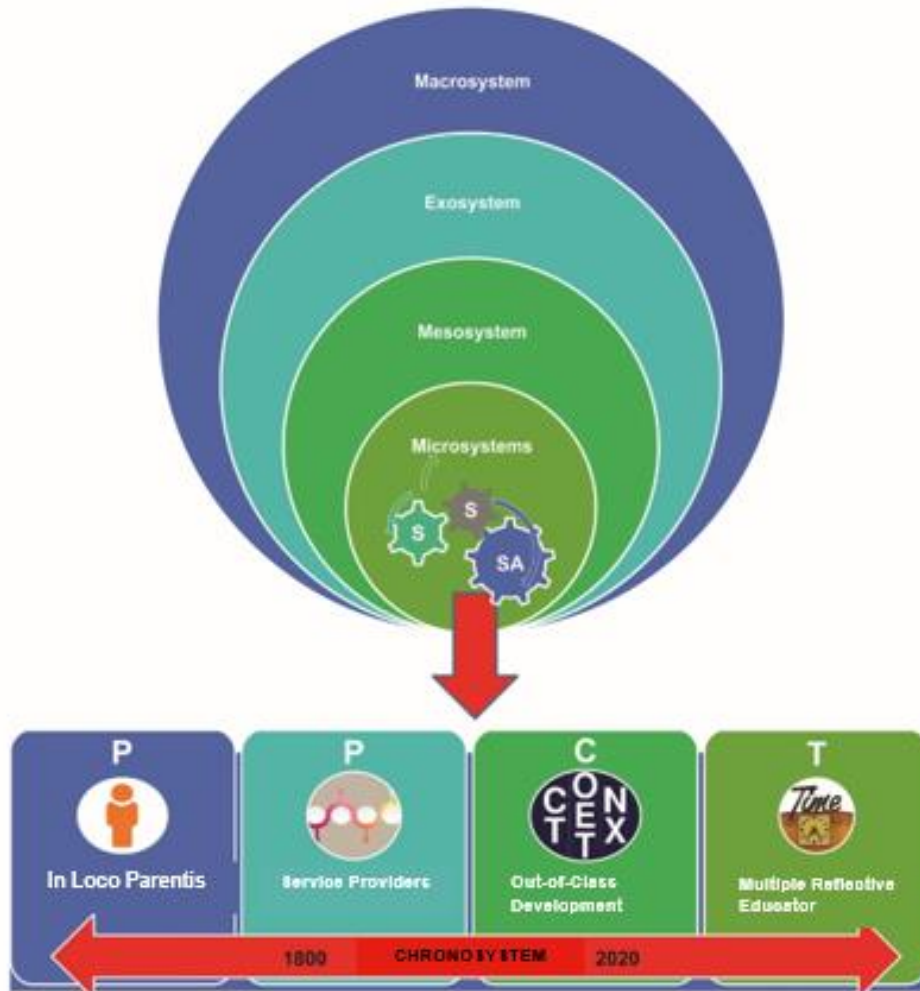 Macrosystem
Exosystem
Mesosystem
Microsystems
S
S
SA
P
P
C
T
CONTEXT
Time
In Loco Parentis
Service Providers
Out-of-Class
Development
Multiple Reflective
Educator
1800
CHRONOSYSTEM
2020